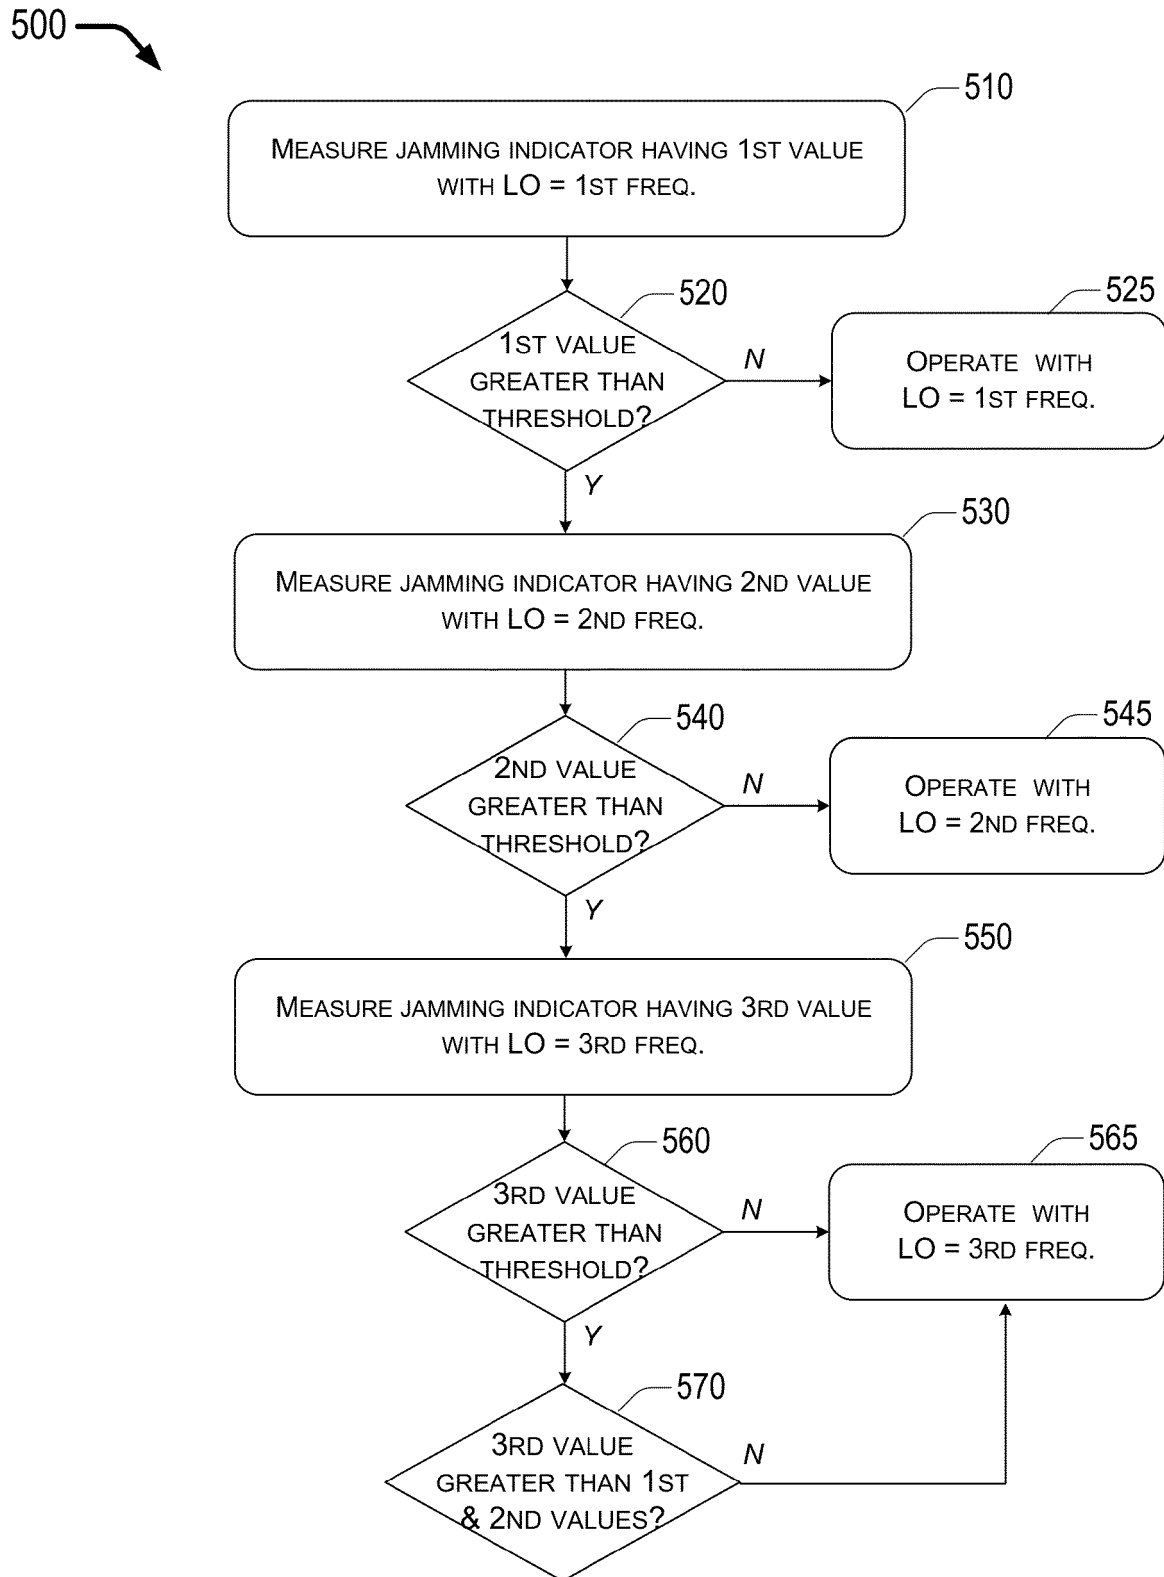 500
510
MEASURE JAMMING INDICATOR HAVING 1ST VALUE
WITH LO = 1ST FREQ.
520
1ST VALUE
GREATER THAN
THRESHOLD?
N
525
OPERATE WITH
LO = 1ST FREQ.
Y
530
MEASURE JAMMING INDICATOR HAVING 2ND VALUE
WITH LO = 2ND FREQ.
540
2ND VALUE
GREATER THAN
THRESHOLD?
N
545
OPERATE WITH
LO = 2ND FREQ.
Y
550
MEASURE JAMMING INDICATOR HAVING 3RD VALUE
WITH LO = 3RD FREQ.
560
3RD VALUE
GREATER THAN
THRESHOLD?
N
565
OPERATE WITH
LO = 3RD FREQ.
Y
570
3RD VALUE
GREATER THAN 1ST
& 2ND VALUES?
N